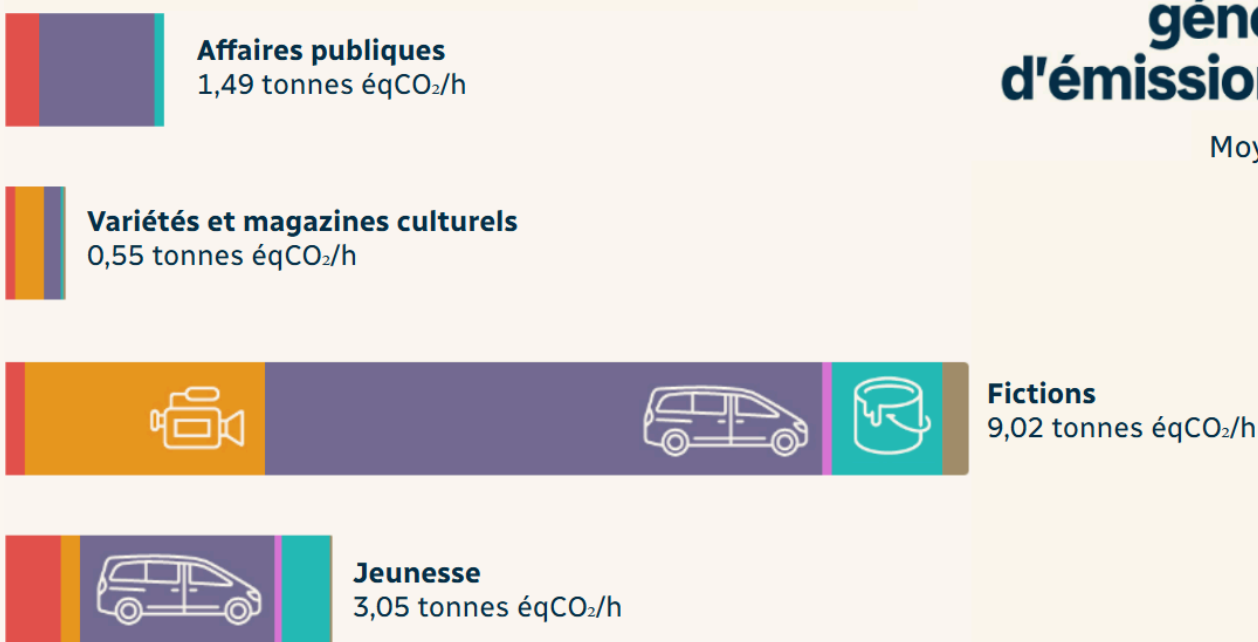 Affaires publiques
1,49 tonnes éqCO₂/h
d'émission
Variétés et magazines culturels
0,55 tonnes éqCO₂/h
Fictions
9,02 tonnes éqCO₂/h
Jeunesse
3,05 tonnes éqCO₂/h